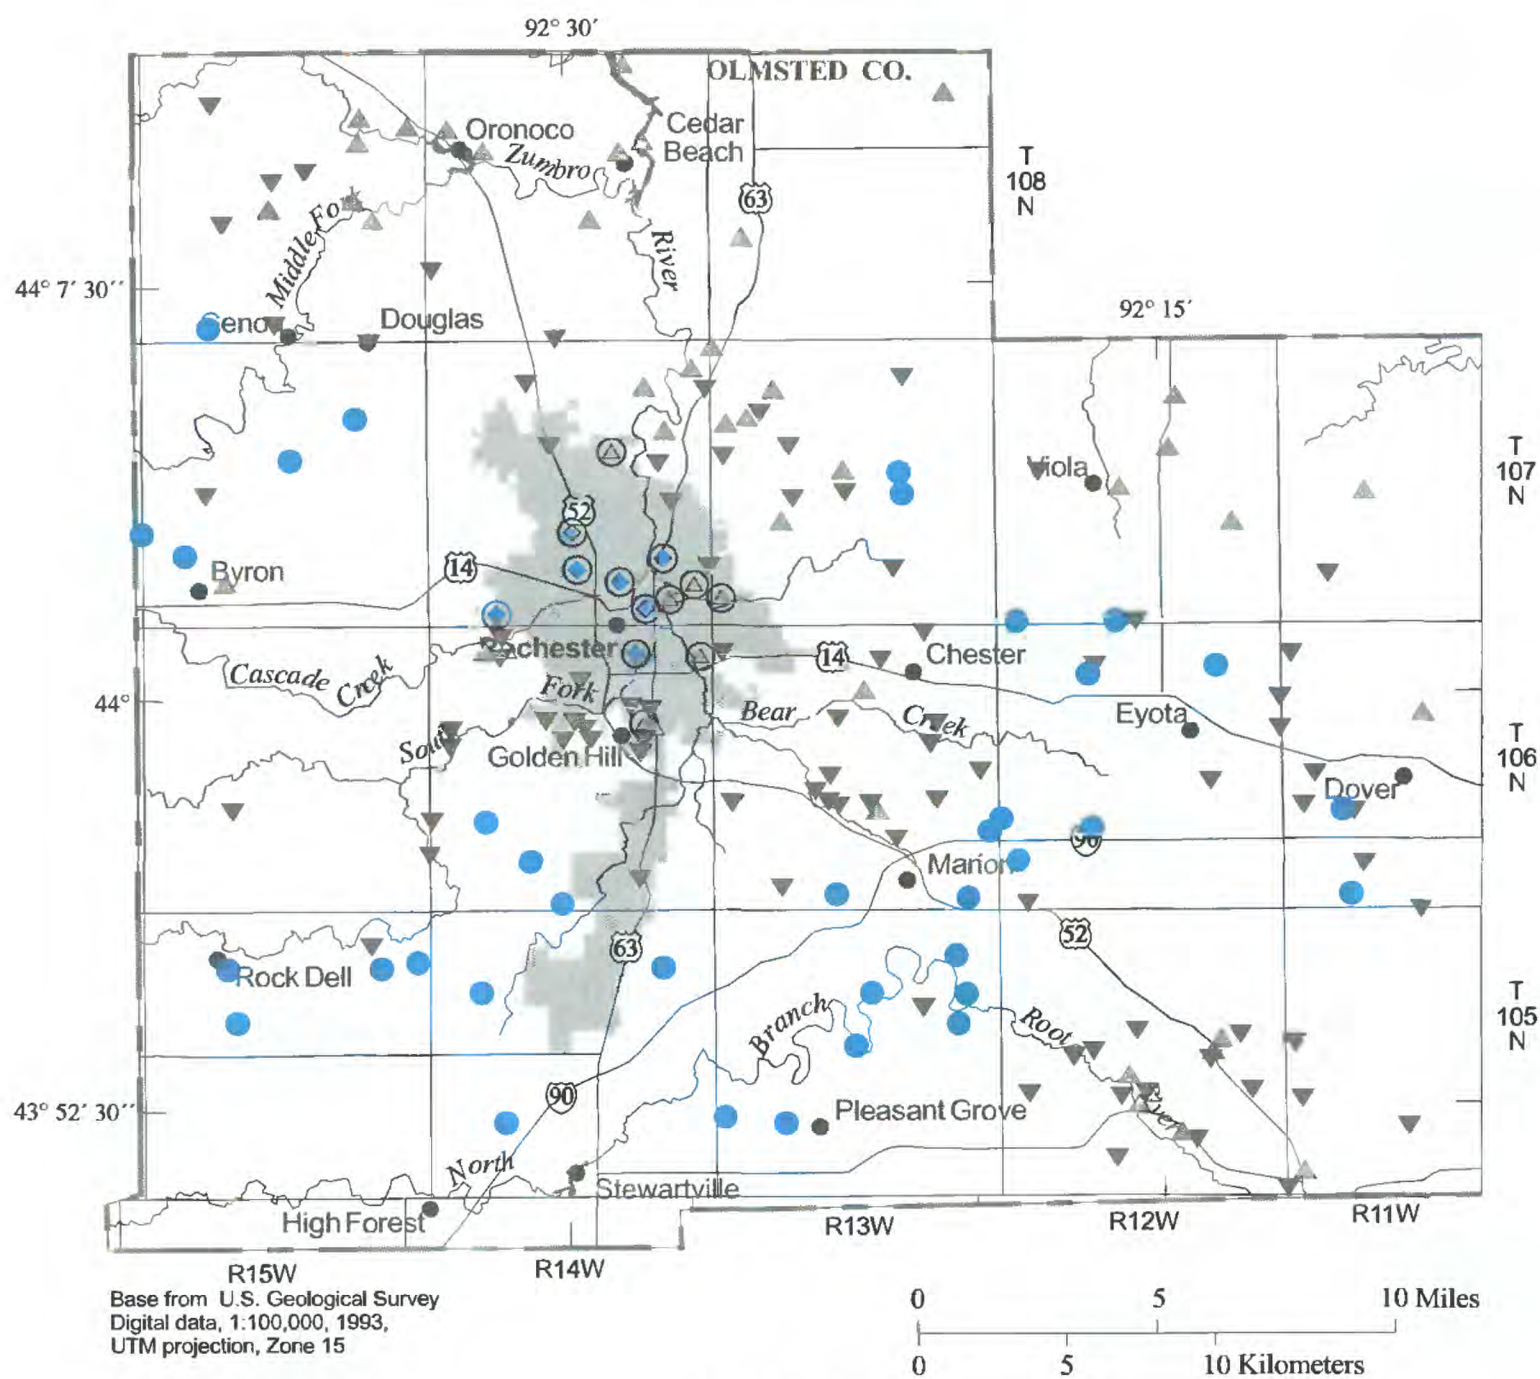 92° 30′
OLMSTED CO.
Oronoco
Cedar
Beach
Zumbro
T
108
N
63
Middle Fork
River
44° 7′ 30′′
Genoa
Douglas
92° 15′
T
107
N
Viola
52
14
Byron
Rochester
14
Chester
Cascade Creek
Fork
44°
Bear
Creek
Eyota
South
Golden Hill
T
106
N
Dover
90
Marion
63
52
Rock Dell
T
105
N
Branch
Root
River
90
43° 52′ 30′′
Pleasant Grove
North
Stewartville
High Forest
R13W
R12W
R11W
R15W
R14W
Base from U.S. Geological Survey
Digital data, 1:100,000, 1993,
UTM projection, Zone 15
0 5 10 Miles
0 5 10 Kilometers